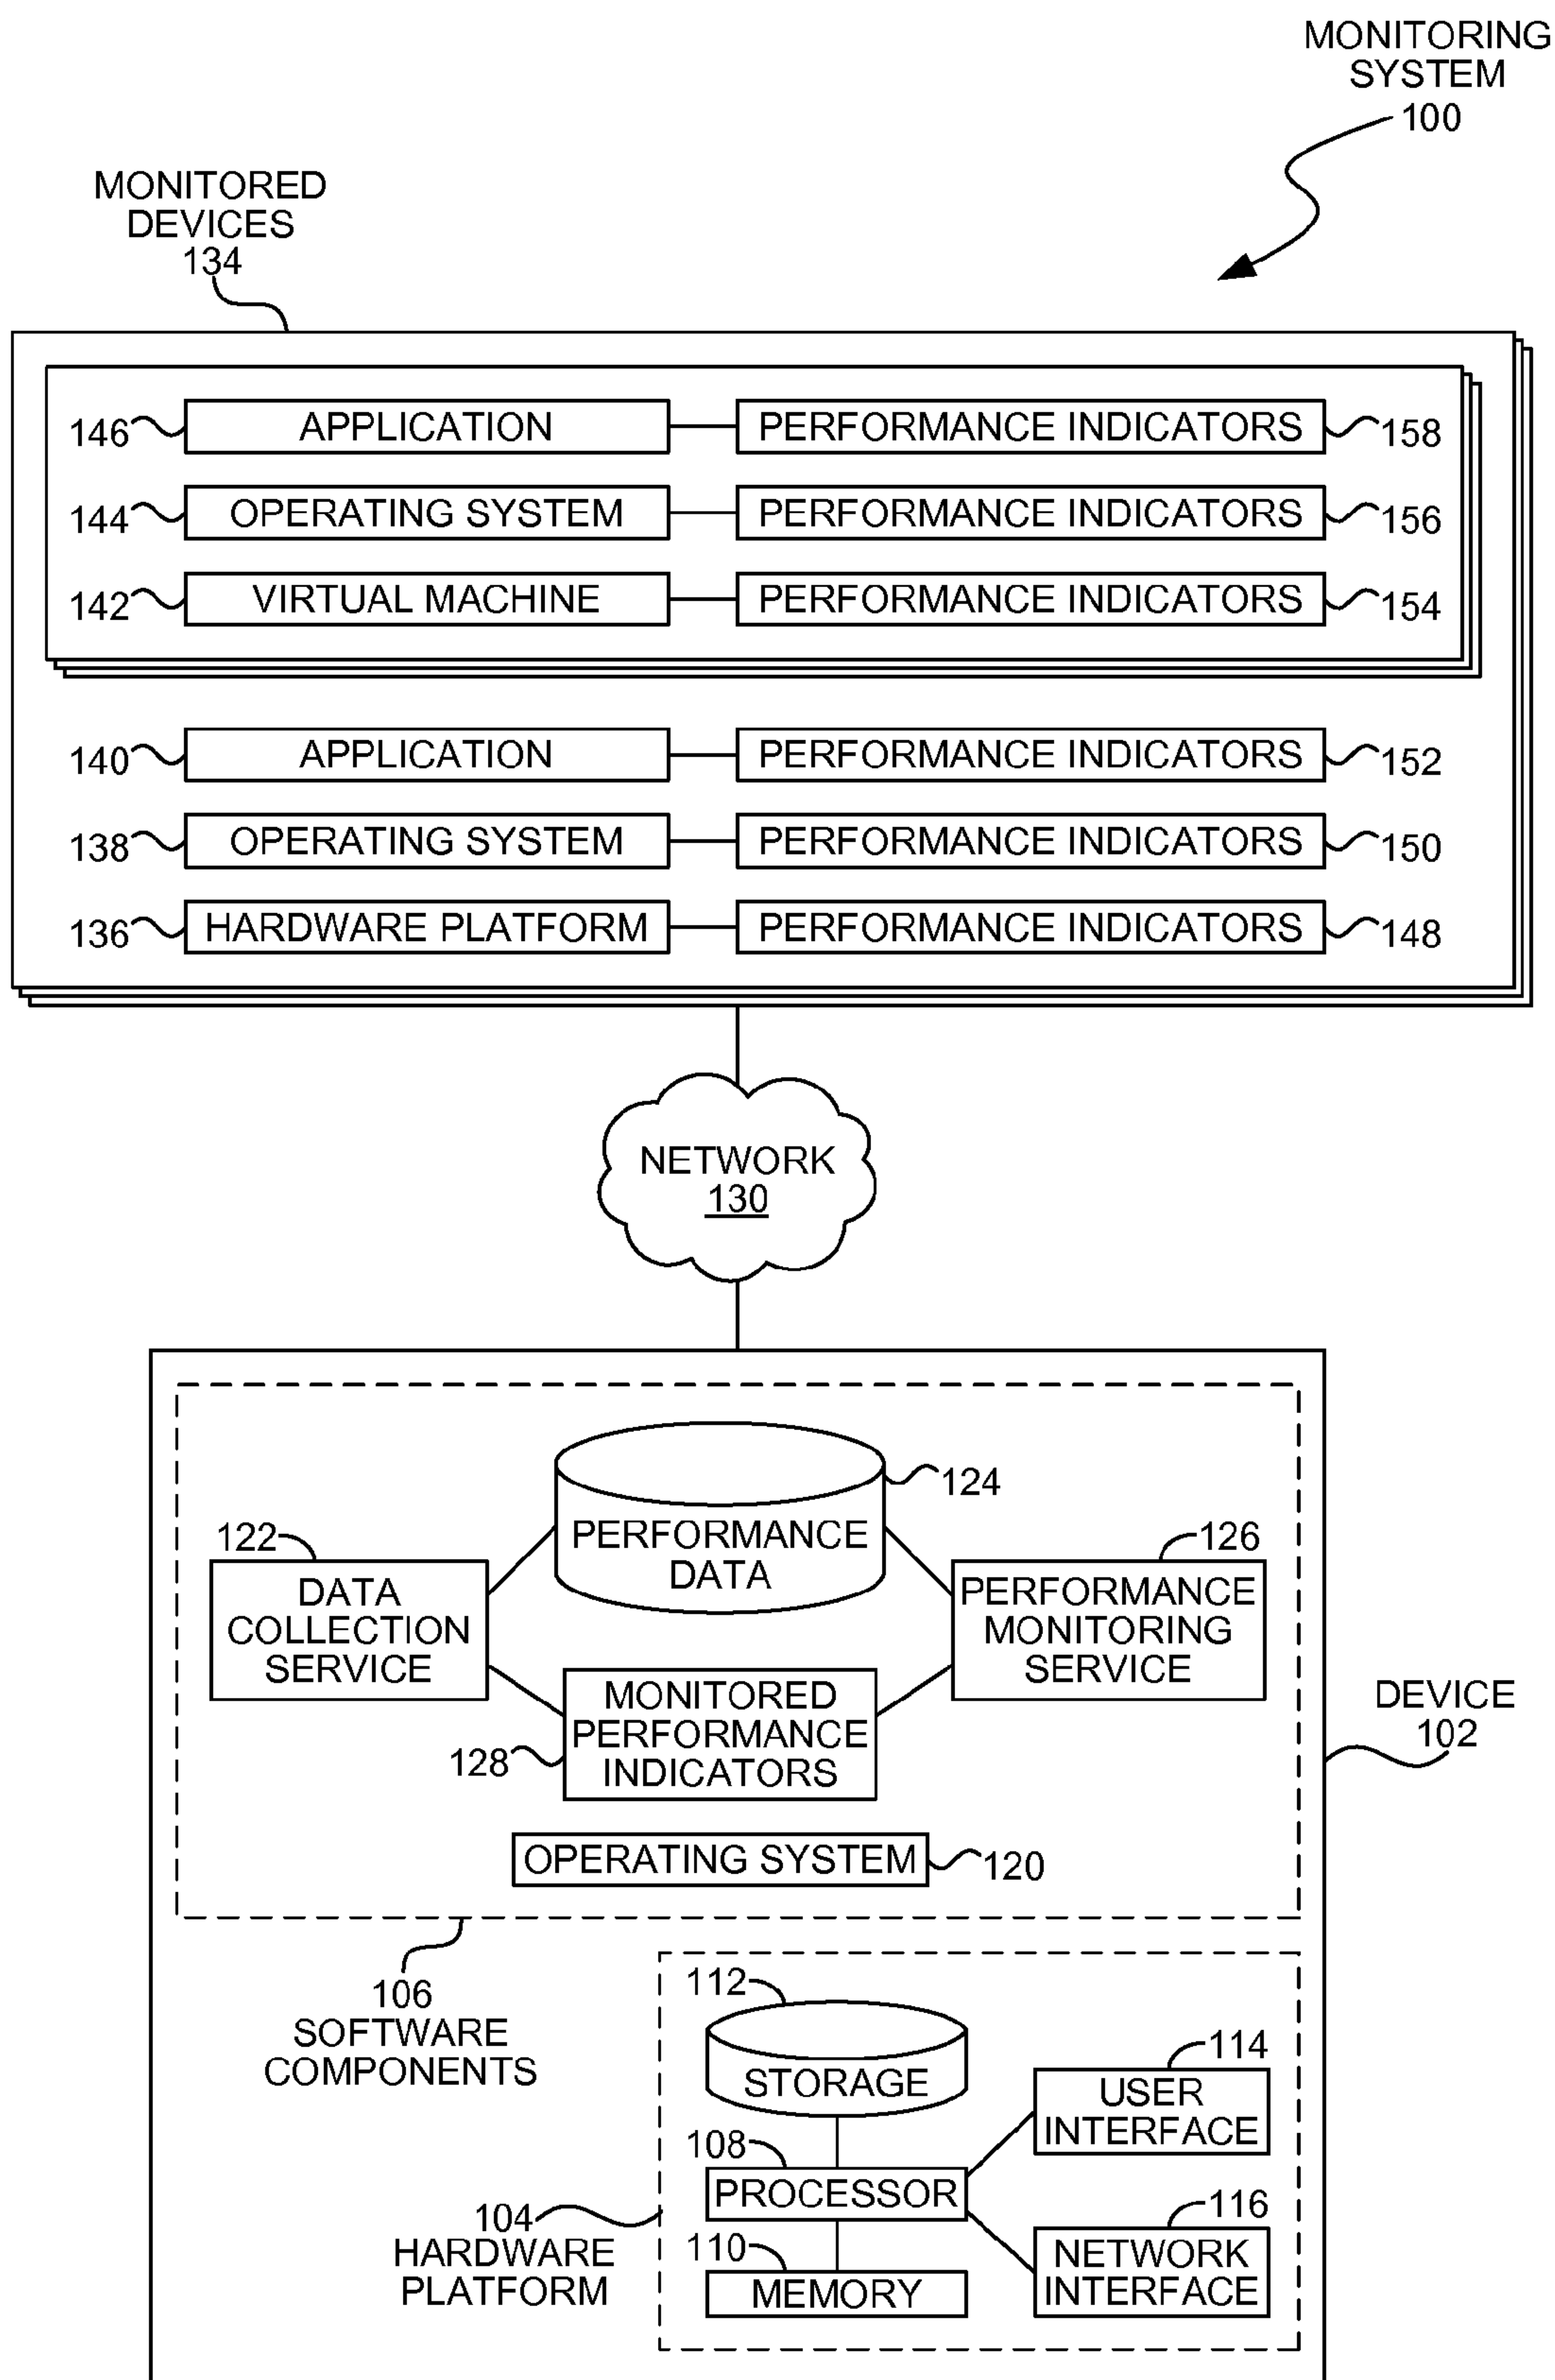 MONITORING
SYSTEM
100
MONITORED
DEVICES
134
146 APPLICATION PERFORMANCE INDICATORS 158
144 OPERATING SYSTEM PERFORMANCE INDICATORS 156
142 VIRTUAL MACHINE PERFORMANCE INDICATORS 154
140 APPLICATION PERFORMANCE INDICATORS 152
138 OPERATING SYSTEM PERFORMANCE INDICATORS 150
136 HARDWARE PLATFORM PERFORMANCE INDICATORS 148
NETWORK
130
124
PERFORMANCE
DATA
122
DATA
COLLECTION
SERVICE
126
PERFORMANCE
MONITORING
SERVICE
MONITORED
PERFORMANCE
INDICATORS
128
DEVICE
102
OPERATING SYSTEM 120
106
SOFTWARE
COMPONENTS
112
STORAGE
114
USER
INTERFACE
108
PROCESSOR
104
HARDWARE
PLATFORM
116
NETWORK
INTERFACE
110
MEMORY